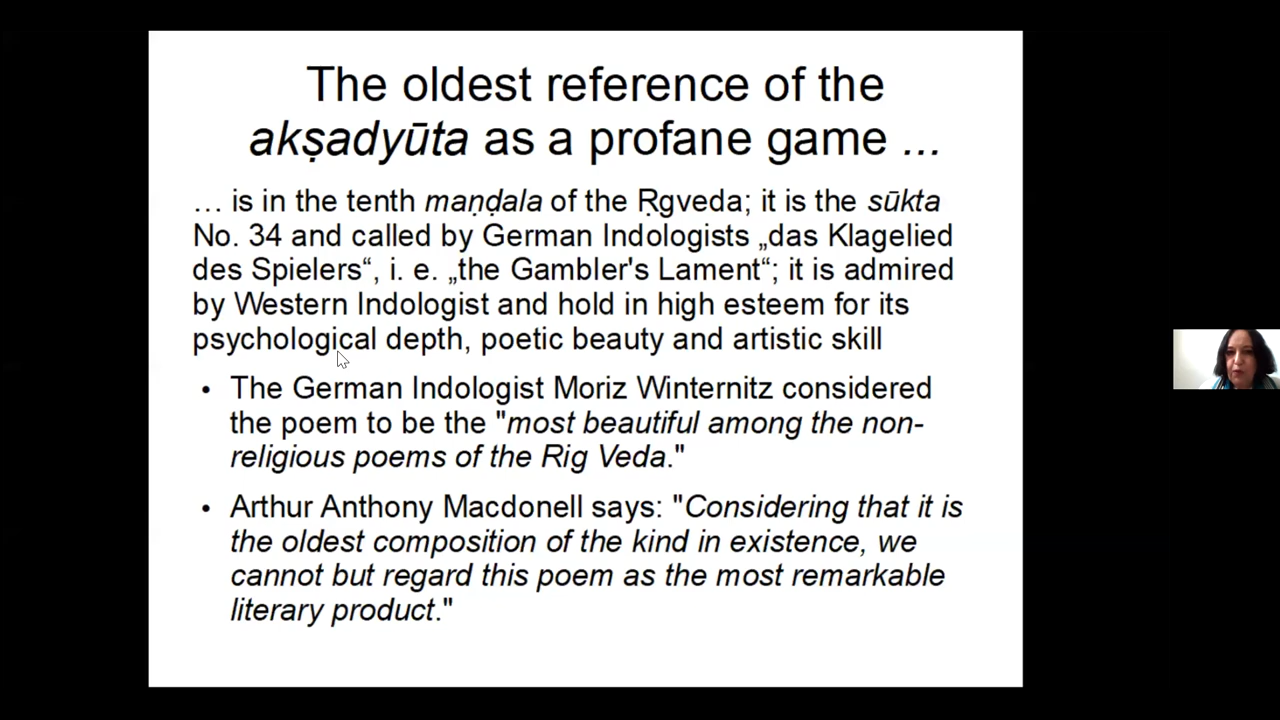 The oldest reference of the
akṣadyūta as a profane game ...
… is in the tenth maṇḍala of the Ṛgveda; it is the sūkta
No. 34 and called by German Indologists „das Klagelied
des Spielers“, i. e. „the Gambler's Lament“; it is admired
by Western Indologist and hold in high esteem for its
psychological depth, poetic beauty and artistic skill
• The German Indologist Moriz Winternitz considered
the poem to be the "most beautiful among the non-
religious poems of the Rig Veda."
• Arthur Anthony Macdonell says: "Considering that it is
the oldest composition of the kind in existence, we
cannot but regard this poem as the most remarkable
literary product."